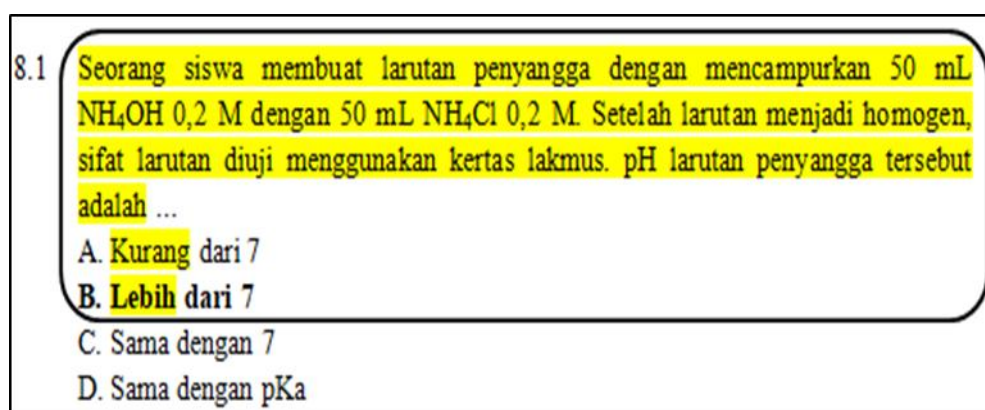 8.1 Seorang siswa membuat larutan penyangga dengan mencampurkan 50 mL
NH₄OH 0,2 M dengan 50 mL NH₄Cl 0,2 M. Setelah larutan menjadi homogen,
sifat larutan diuji menggunakan kertas lakmus. pH larutan penyangga tersebut
adalah ...
A. Kurang dari 7
B. Lebih dari 7
C. Sama dengan 7
D. Sama dengan pKa